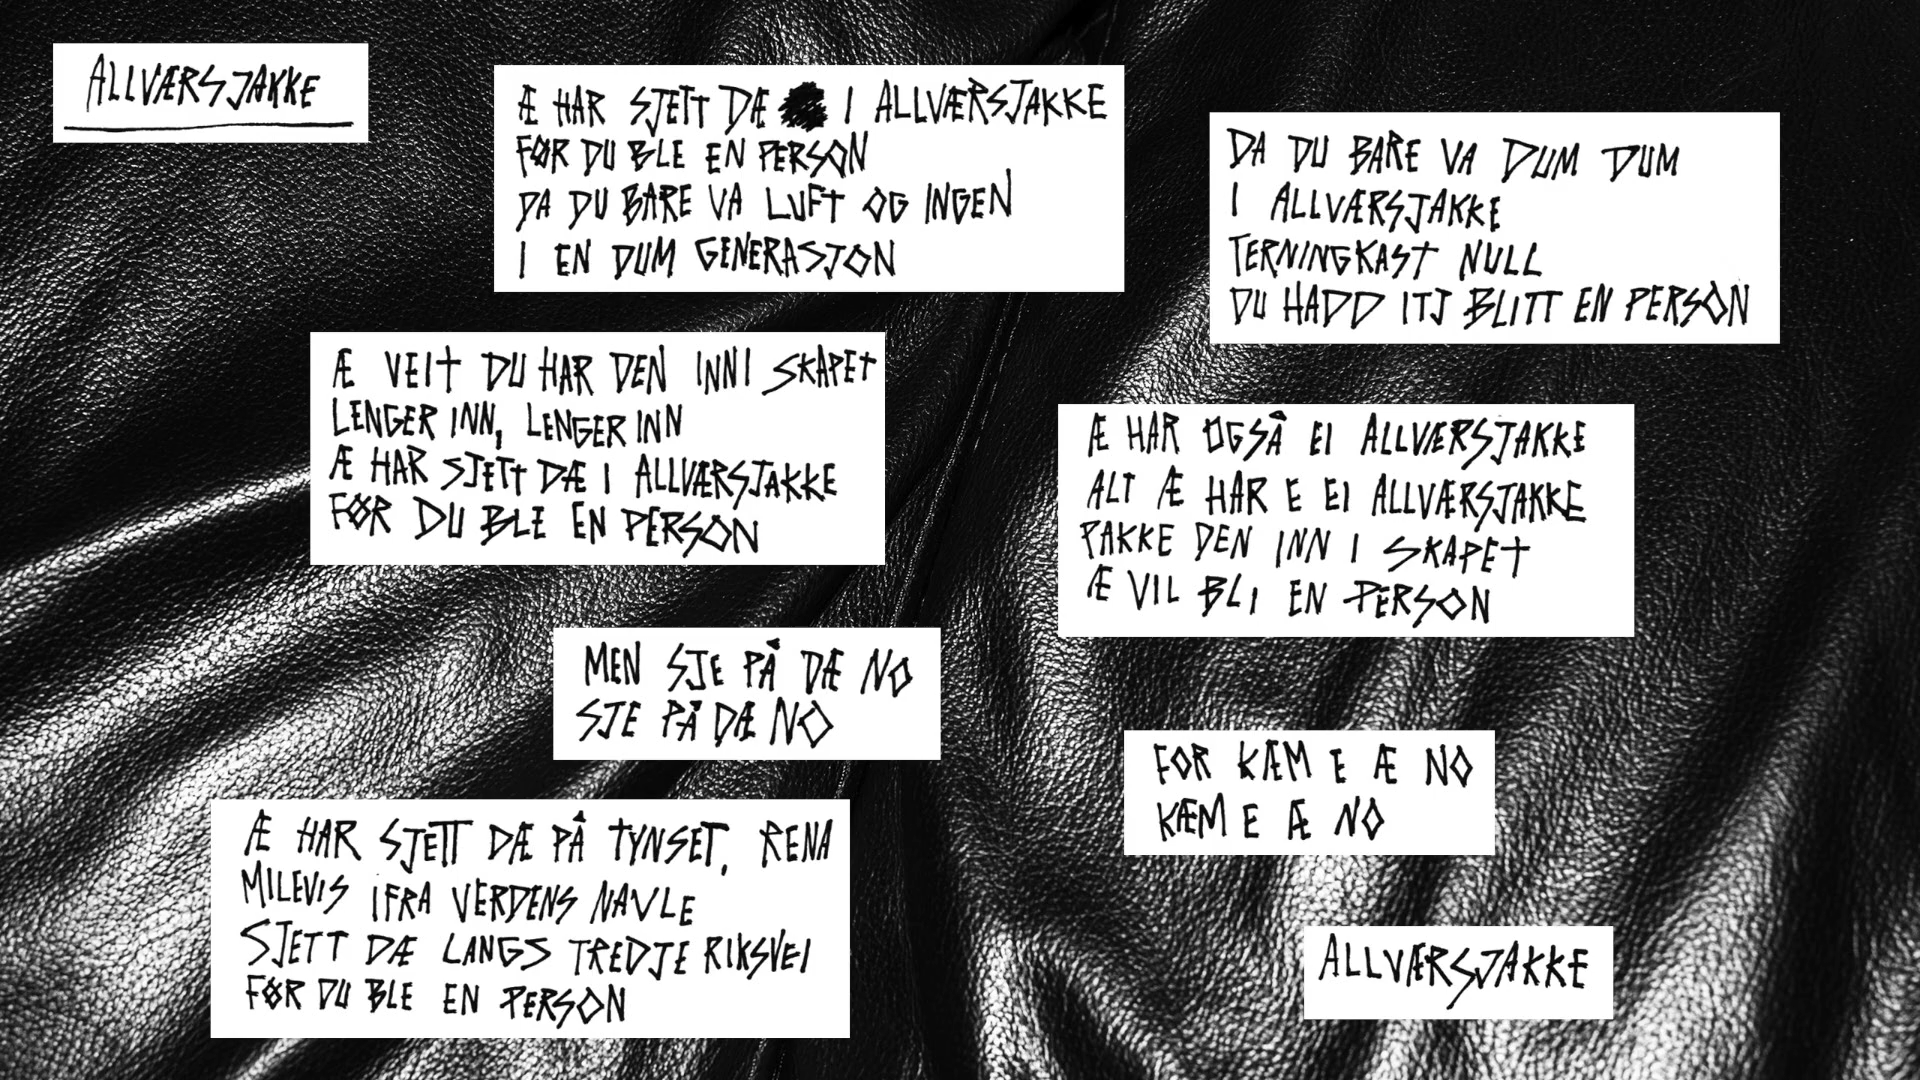 ALLVÆRSJAKKE
Æ HAR SJETT DÆ I ALLVÆRSJAKKE
FØR DU BLE EN PERSON
DA DU BARE VA LUFT OG INGEN
I EN DUM GENERASJON
Æ VEIT DU HAR DEN INNI SKAPET
LENGER INN, LENGER INN
Æ HAR SJETT DÆ I ALLVÆRSJAKKE
FØR DU BLE EN PERSON
MEN SJE PÅ DÆ NO
SJE PÅ DÆ NO
Æ HAR SJETT DÆ PÅ TYNSET, RENA
MILEVIS IFRA VERDENS NAVLE
SJETT DÆ LANGS TREDJE RIKSVEI
FØR DU BLE EN PERSON
DA DU BARE VA DUM DUM
I ALLVÆRSJAKKE
TERNINGKAST NULL
DU HADD ITJ BLITT EN PERSON
Æ HAR OGSÅ EI ALLVÆRSJAKKE
ALT Æ HAR E EI ALLVÆRSJAKKE
PAKKE DEN INN I SKAPET
Æ VIL BLI EN PERSON
FOR KÆM E Æ NO
KÆM E Æ NO
ALLVÆRSJAKKE